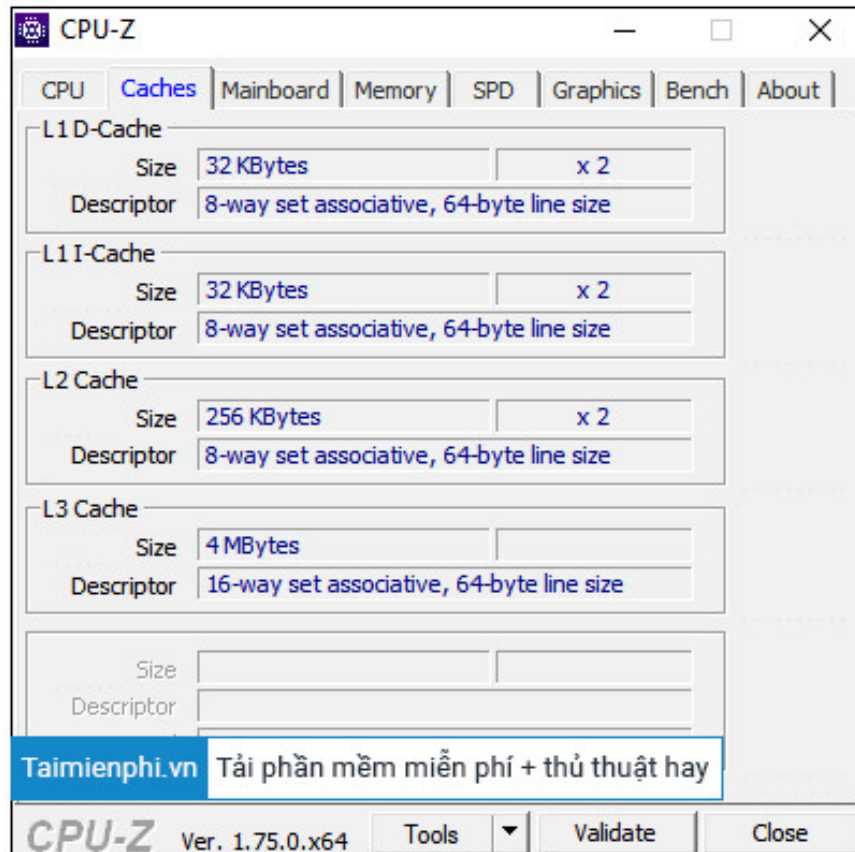 CPU-Z
CPU Caches Mainboard Memory SPD Graphics Bench About
L1 D-Cache
Size 32 KBytes x 2
Descriptor 8-way set associative, 64-byte line size
L1 I-Cache
Size 32 KBytes x 2
Descriptor 8-way set associative, 64-byte line size
L2 Cache
Size 256 KBytes x 2
Descriptor 8-way set associative, 64-byte line size
L3 Cache
Size 4 MBytes
Descriptor 16-way set associative, 64-byte line size
Size
Descriptor
Taimienphi.vn Tải phần mềm miễn phí + thủ thuật hay
CPU-Z Ver. 1.75.0.x64 Tools Validate Close